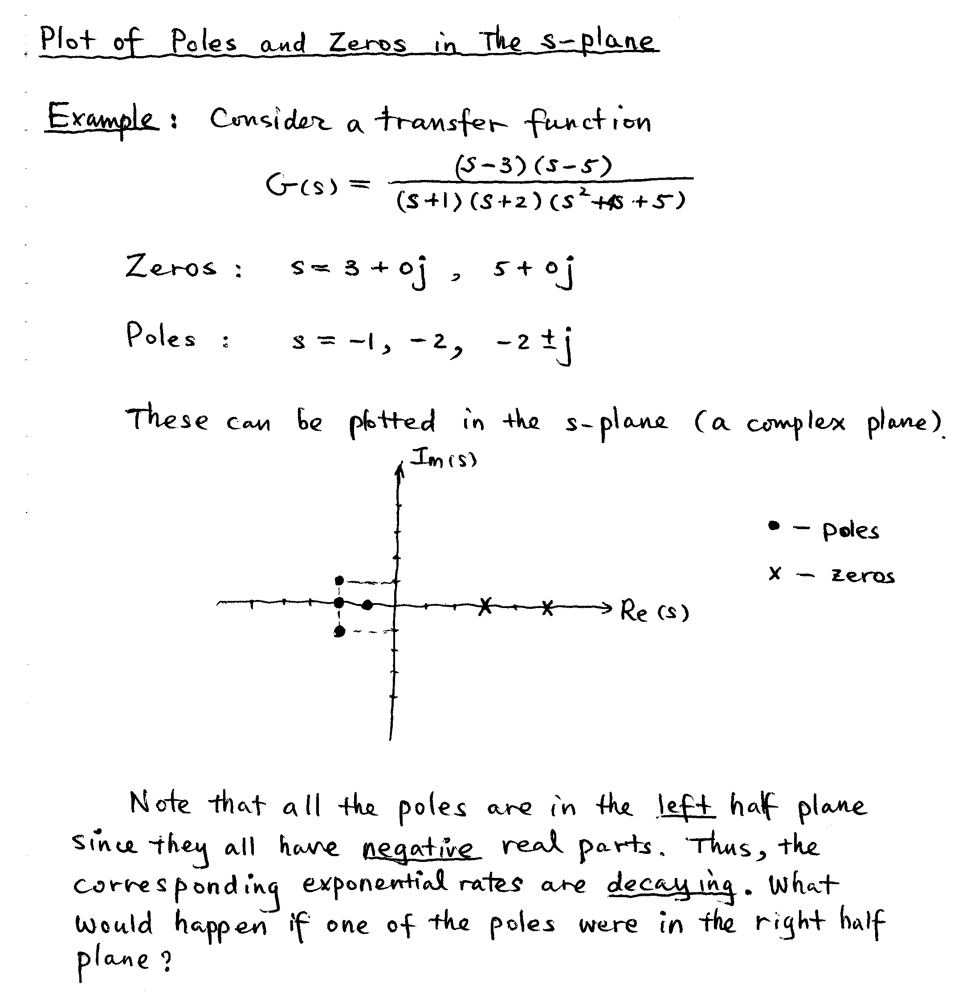 Plot of Poles and Zeros in The s-plane
Example: Consider a transfer function
G(s) = (s-3)(s-5) / (s+1)(s+2)(s²+4s+5)
Zeros: s = 3+0j, 5+0j
Poles: s = -1, -2, -2±j
These can be plotted in the s-plane (a complex plane).
Im(s)
• - poles
x - zeros
Re(s)
Note that all the poles are in the left half plane
since they all have negative real parts. Thus, the
corresponding exponential rates are decaying. What
would happen if one of the poles were in the right half
plane?